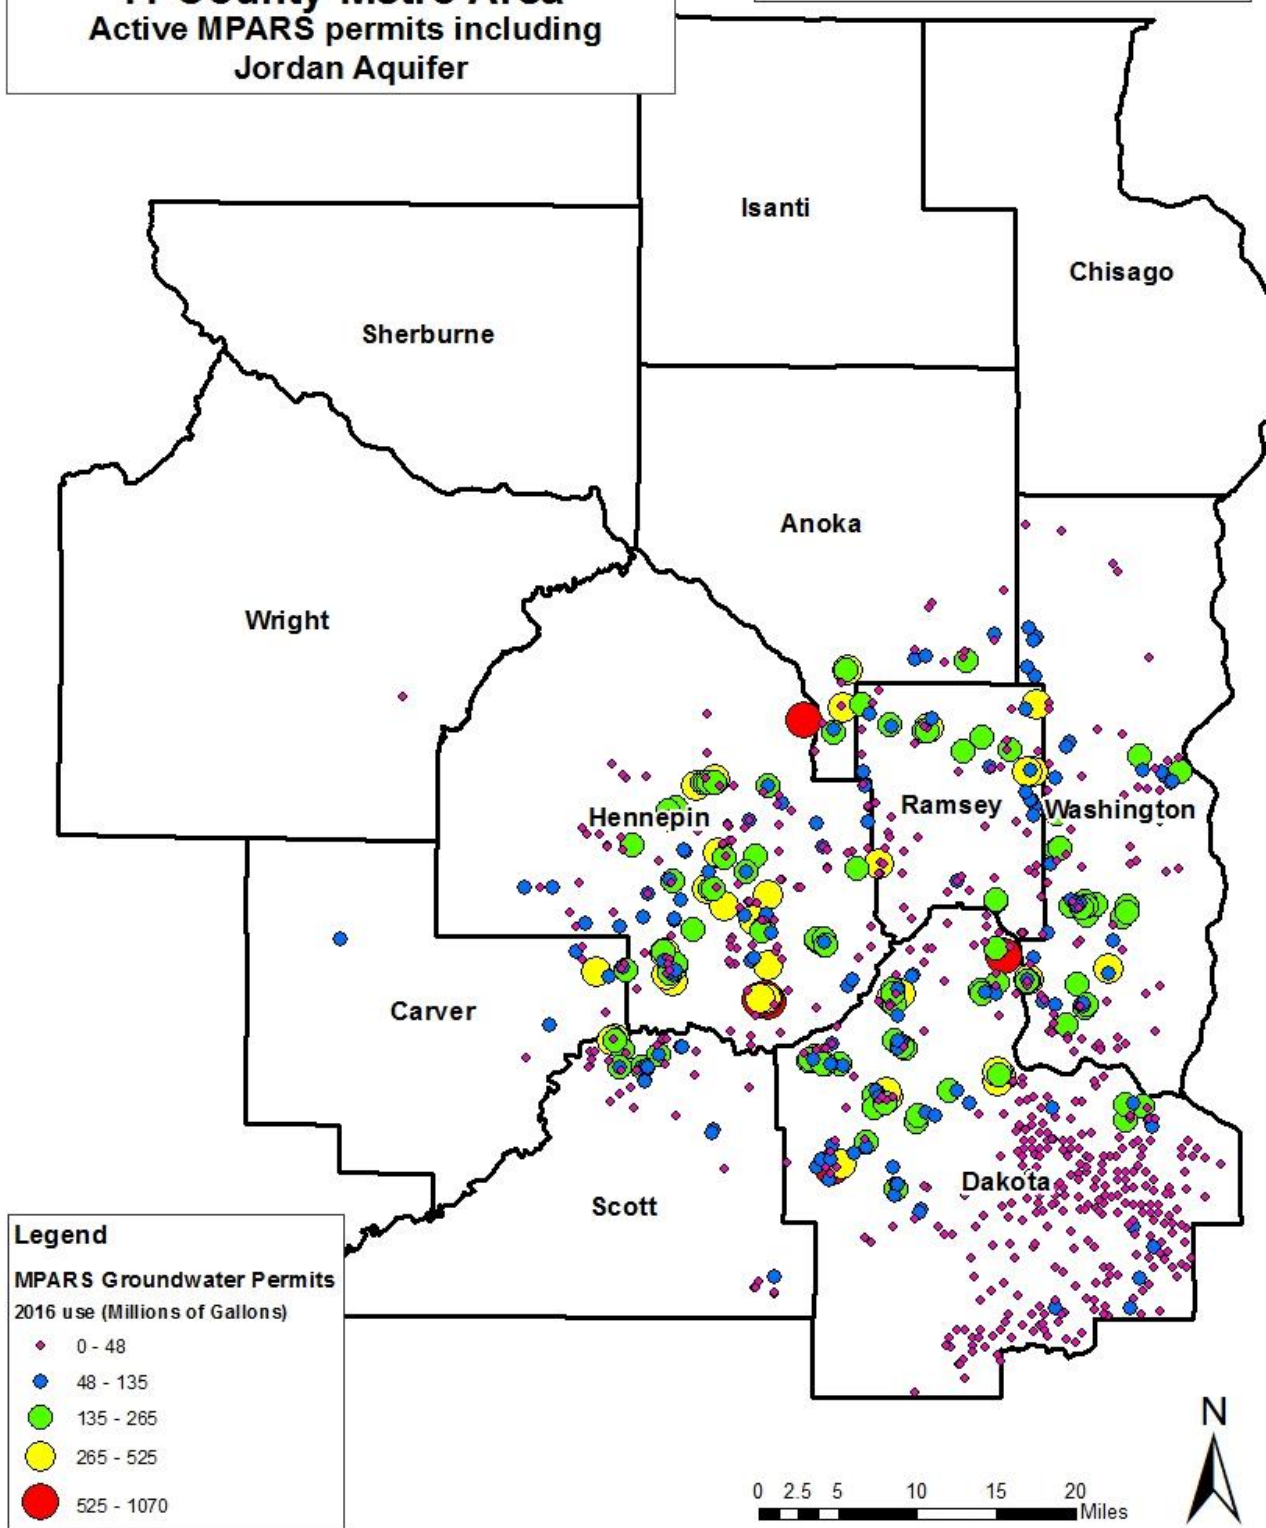 Active MPARS permits including
Jordan Aquifer
Isanti
Chisago
Sherburne
Anoka
Wright
Hennepin
Ramsey
Washington
Carver
Dakota
Scott
Legend
MPARS Groundwater Permits
2016 use (Millions of Gallons)
0 - 48
48 - 135
135 - 265
265 - 525
525 - 1070
N
0 2.5 5 10 15 20
Miles